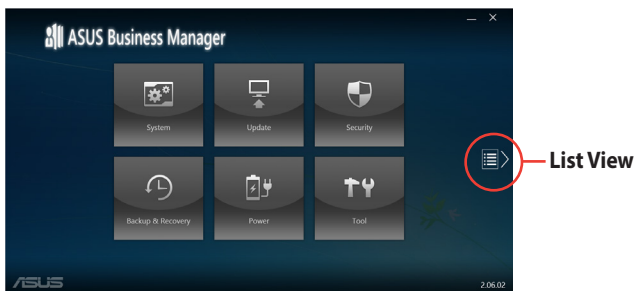 ASUS Business Manager
System
Update
Security
List View
Backup & Recovery
Power
Tool
ASUS
2.06.02